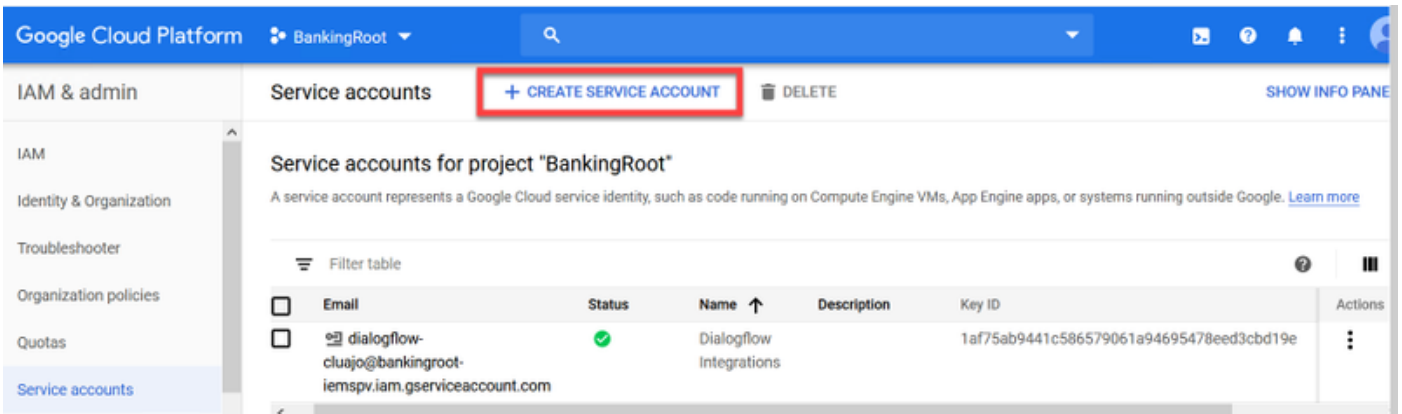 Google Cloud Platform BankingRoot
IAM & admin Service accounts + CREATE SERVICE ACCOUNT DELETE SHOW INFO PANE
IAM
Service accounts for project "BankingRoot"
Identity & Organization
A service account represents a Google Cloud service identity, such as code running on Compute Engine VMs, App Engine apps, or systems running outside Google. Learn more
Troubleshooter
Filter table
Organization policies
Email Status Name Description Key ID Actions
Quotas
dialogflow- Dialogflow 1af75ab9441c586579061a94695478eed3cbd19e
cluajo@bankingroot- Integrations
iemspv.iam.gserviceaccount.com
Service accounts